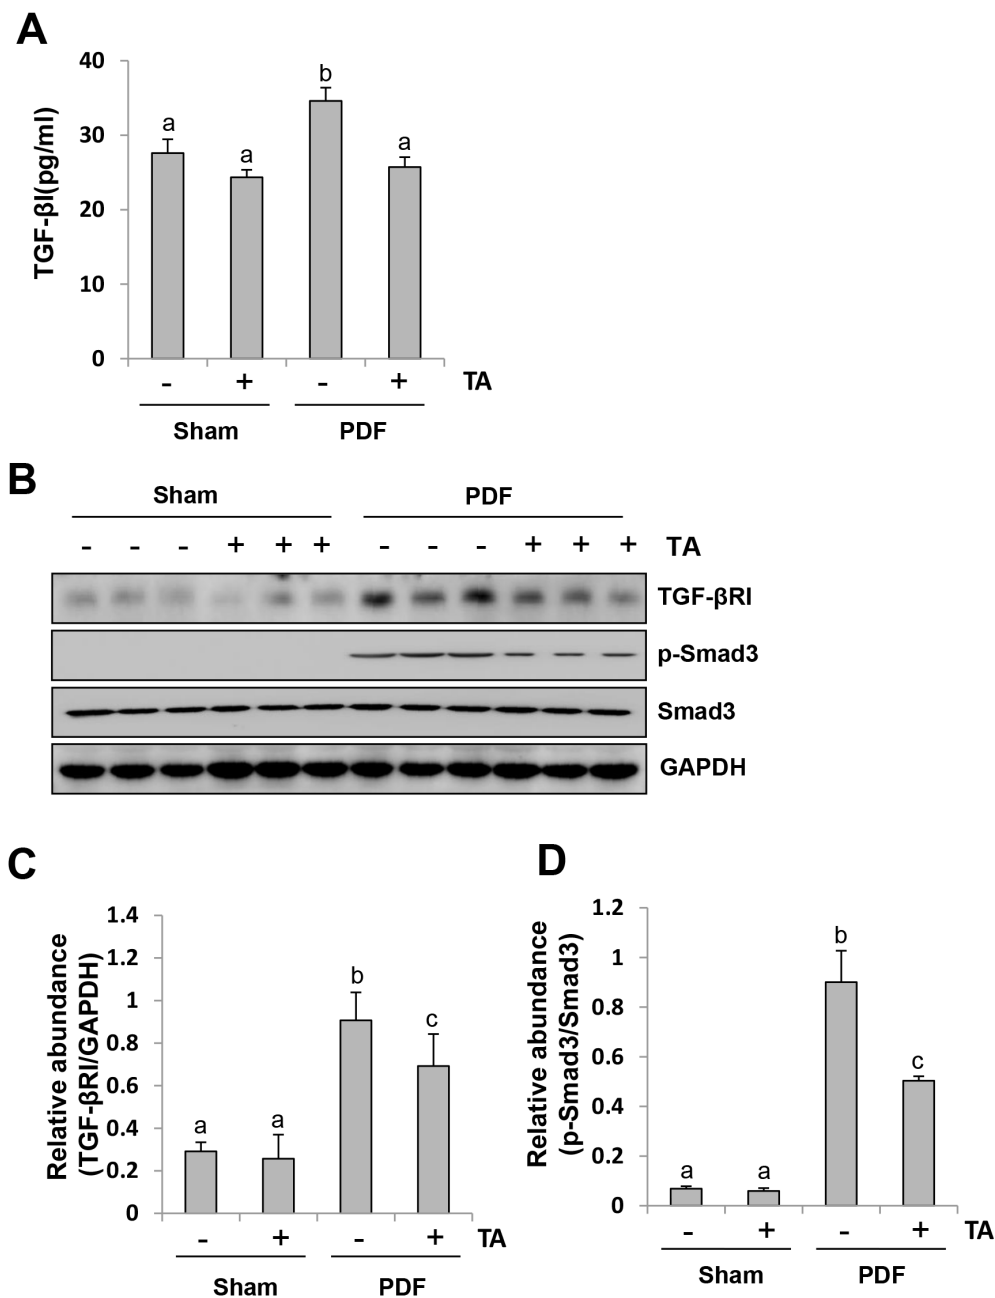 A
TGF-βI(pg/ml)
40
30
20
10
0
a
a
b
a
- + - + TA
Sham PDF
B
Sham PDF
- - - + + + - - - + + + TA
TGF-βRI
p-Smad3
Smad3
GAPDH
C
Relative abundance
(TGF-βRI/GAPDH)
1.4
1.2
1
0.8
0.6
0.4
0.2
0
a
a
b
c
- + - + TA
Sham PDF
D
Relative abundance
(p-Smad3/Smad3)
1.2
1
0.8
0.6
0.4
0.2
0
a
a
b
c
- + - + TA
Sham PDF